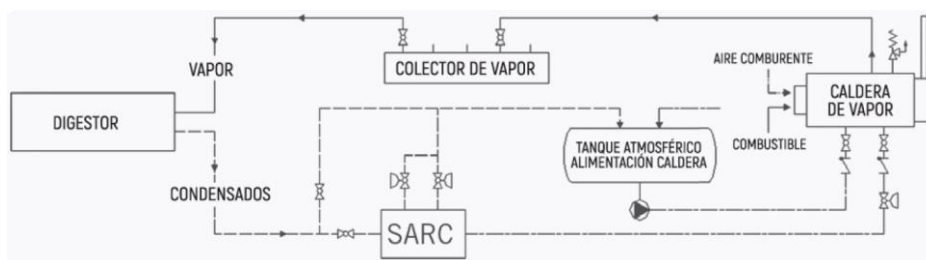 COLECTOR DE VAPOR
VAPOR
AIRE COMBURENTE
CALDERA
DE VAPOR
DIGESTOR
COMBUSTIBLE
TANQUE ATMOSFÉRICO
ALIMENTACIÓN CALDERA
CONDENSADOS
SARC